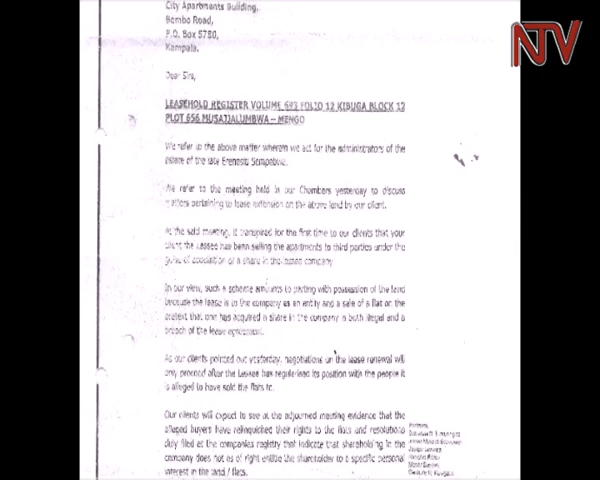 City Apartments Building,
Bombo Road,
P.O. Box 5780,
Kampala.
NTV
Dear Sirs,
LEASEHOLD REGISTER VOLUME 693 FOLIO 12 KIBUGA BLOCK 12
PLOT 656 MUSAJJALUMBWA – MENGO
We refer to the above matter wherein we act for the administrators of the
estate of the late
We refer to the meeting held in our Chambers yesterday to discuss
matters pertaining to lease extension on the above land by our client.
At the said meeting, it transpired for the first time to our clients that your
client the Lessee has been selling the apartments to third parties under the
guise of of a share in the company
In our view, such a scheme amounts to parting with possession of the land
because the lease is to the company as an entity and a sale of a flat on the
pretext that one has acquired a share in the company is both illegal and a
breach of the lease agreement.
As our clients pointed out yesterday, negotiations on the lease renewal will
only proceed after the Lessee has regularised its position with the people it
is alleged to have sold the flats to.
Our clients will expect to see at the adjourned meeting evidence that the
alleged buyers have relinquished their rights to the flats and resolutions
duly filed at the companies registry that indicate that shareholding in the
company does not as of right entitle the shareholder to a specific personal
interest in the land / flats.
Partners,